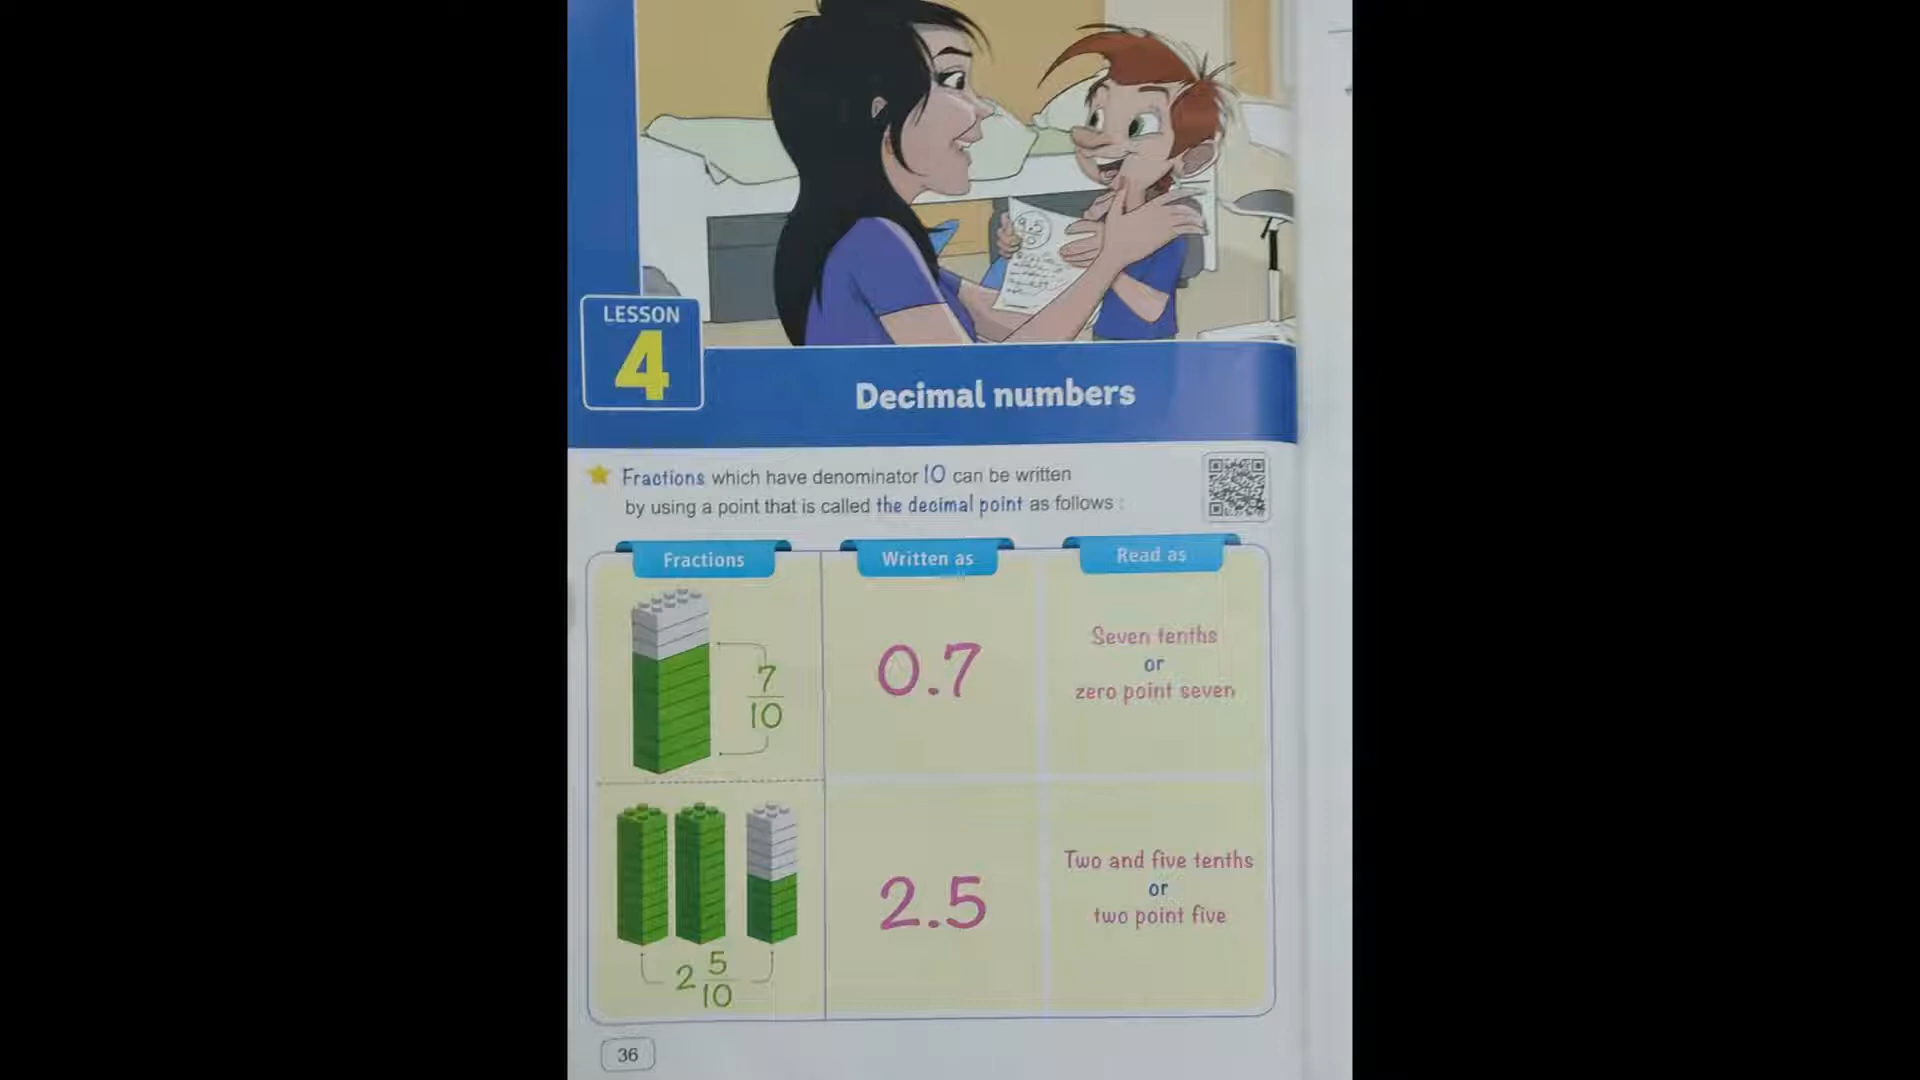 LESSON
4
Decimal numbers
Fractions which have denominator 10 can be written
by using a point that is called the decimal point as follows :
Fractions
Written as
Read as
7
10
0.7
Seven tenths
or
zero point seven
2 5
10
2.5
Two and five tenths
or
two point five
36